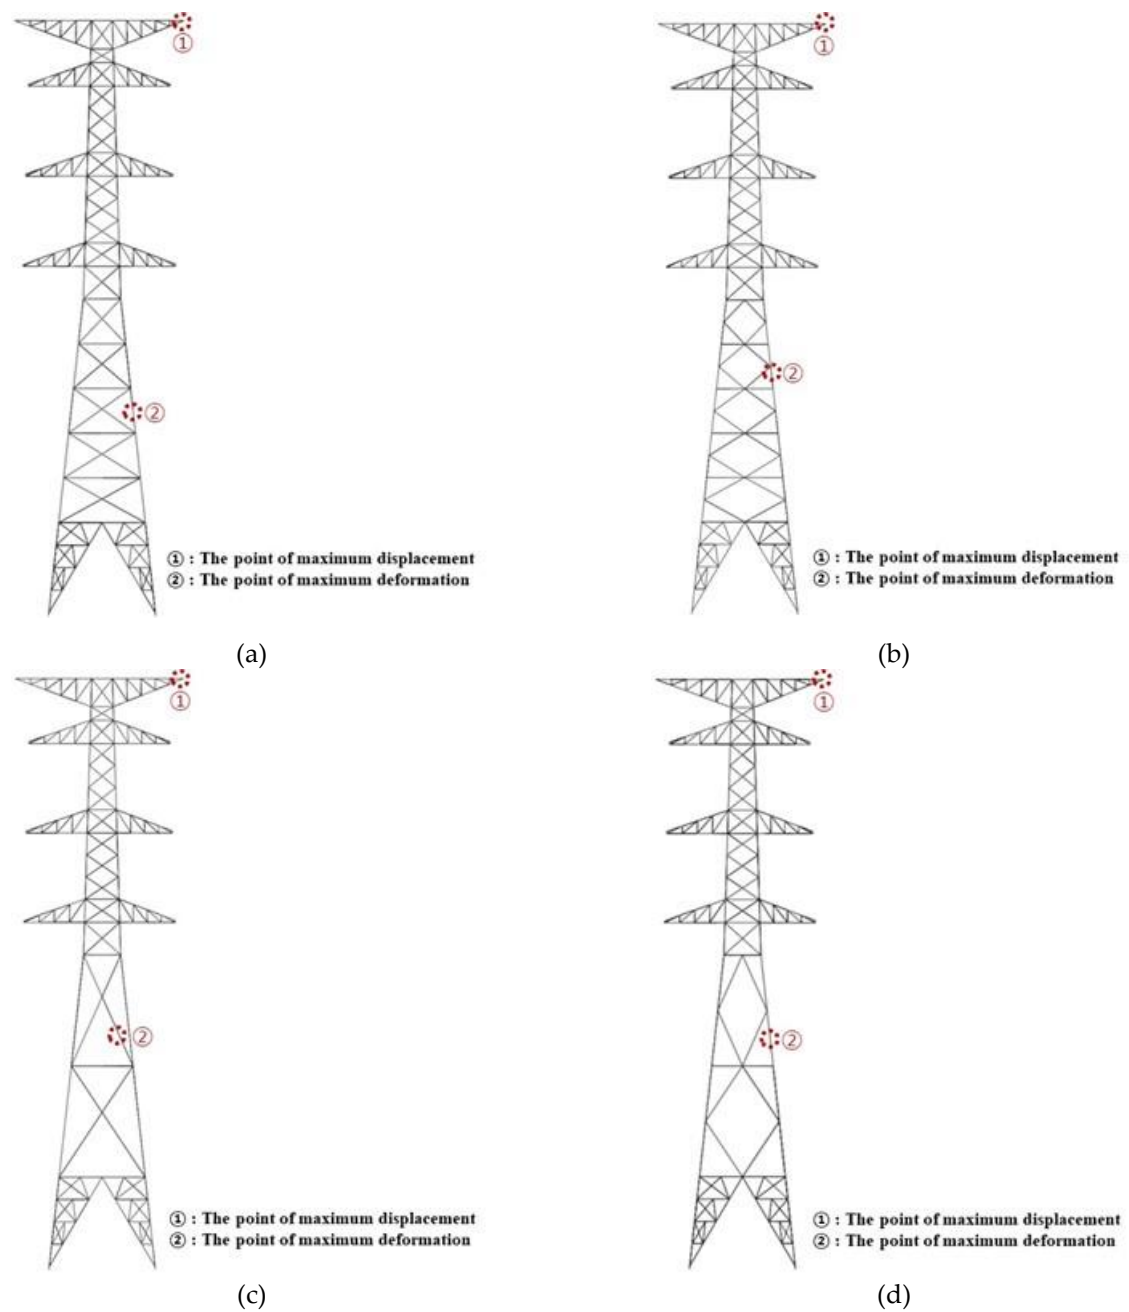 ①
①
②
②
① : The point of maximum displacement
② : The point of maximum deformation
① : The point of maximum displacement
② : The point of maximum deformation
(a)
(b)
①
①
②
②
① : The point of maximum displacement
② : The point of maximum deformation
① : The point of maximum displacement
② : The point of maximum deformation
(c)
(d)